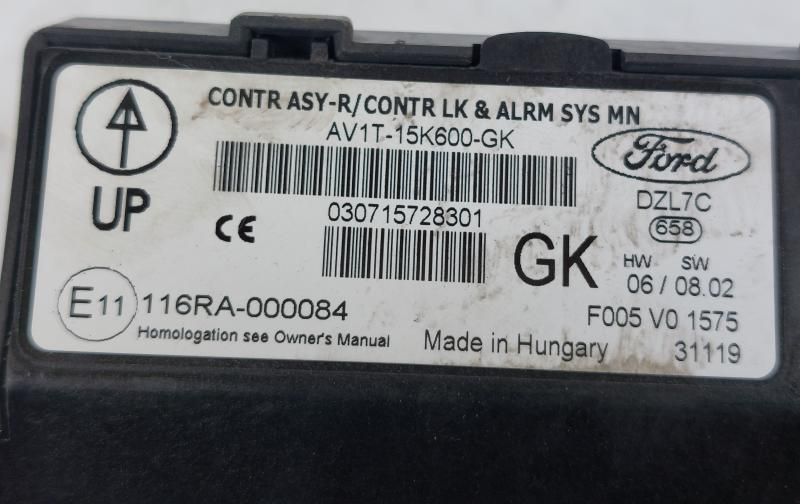 CONTR ASY-R/CONTR LK & ALRM SYS MN
AV1T-15K600-GK
Ford
UP
030715728301
CE
GK
DZL7C
658
HW SW
06 / 08.02
E11
116RA-000084
Homologation see Owner's Manual
Made in Hungary
F005 V0 1575
31119